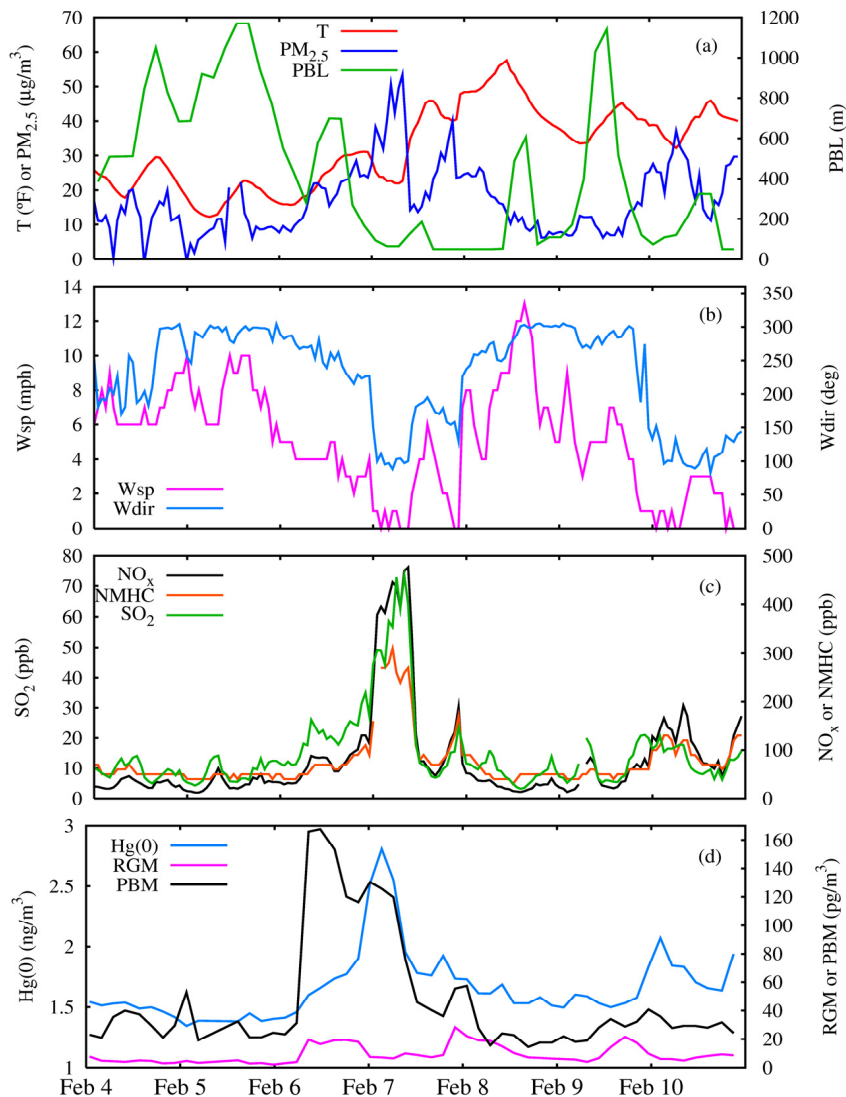 70
60
50
40
30
20
10
0
T (°F) or PM2.5 (µg/m³)
T
PM2.5
PBL
(a)
1200
1000
800
600
400
200
0
PBL (m)
14
12
10
8
6
4
2
0
Wsp (mph)
Wsp
Wdir
(b)
350
300
250
200
150
100
50
0
Wdir (deg)
80
70
60
50
40
30
20
10
0
SO2 (ppb)
NOx
NMHC
SO2
(c)
500
400
300
200
100
0
NOx or NMHC (ppb)
3
2.5
2
1.5
1
Hg(0) ng/m³)
Hg(0)
RGM
PBM
(d)
160
140
120
100
80
60
40
20
0
RGM or PBM (pg/m³)
Feb 4 Feb 5 Feb 6 Feb 7 Feb 8 Feb 9 Feb 10